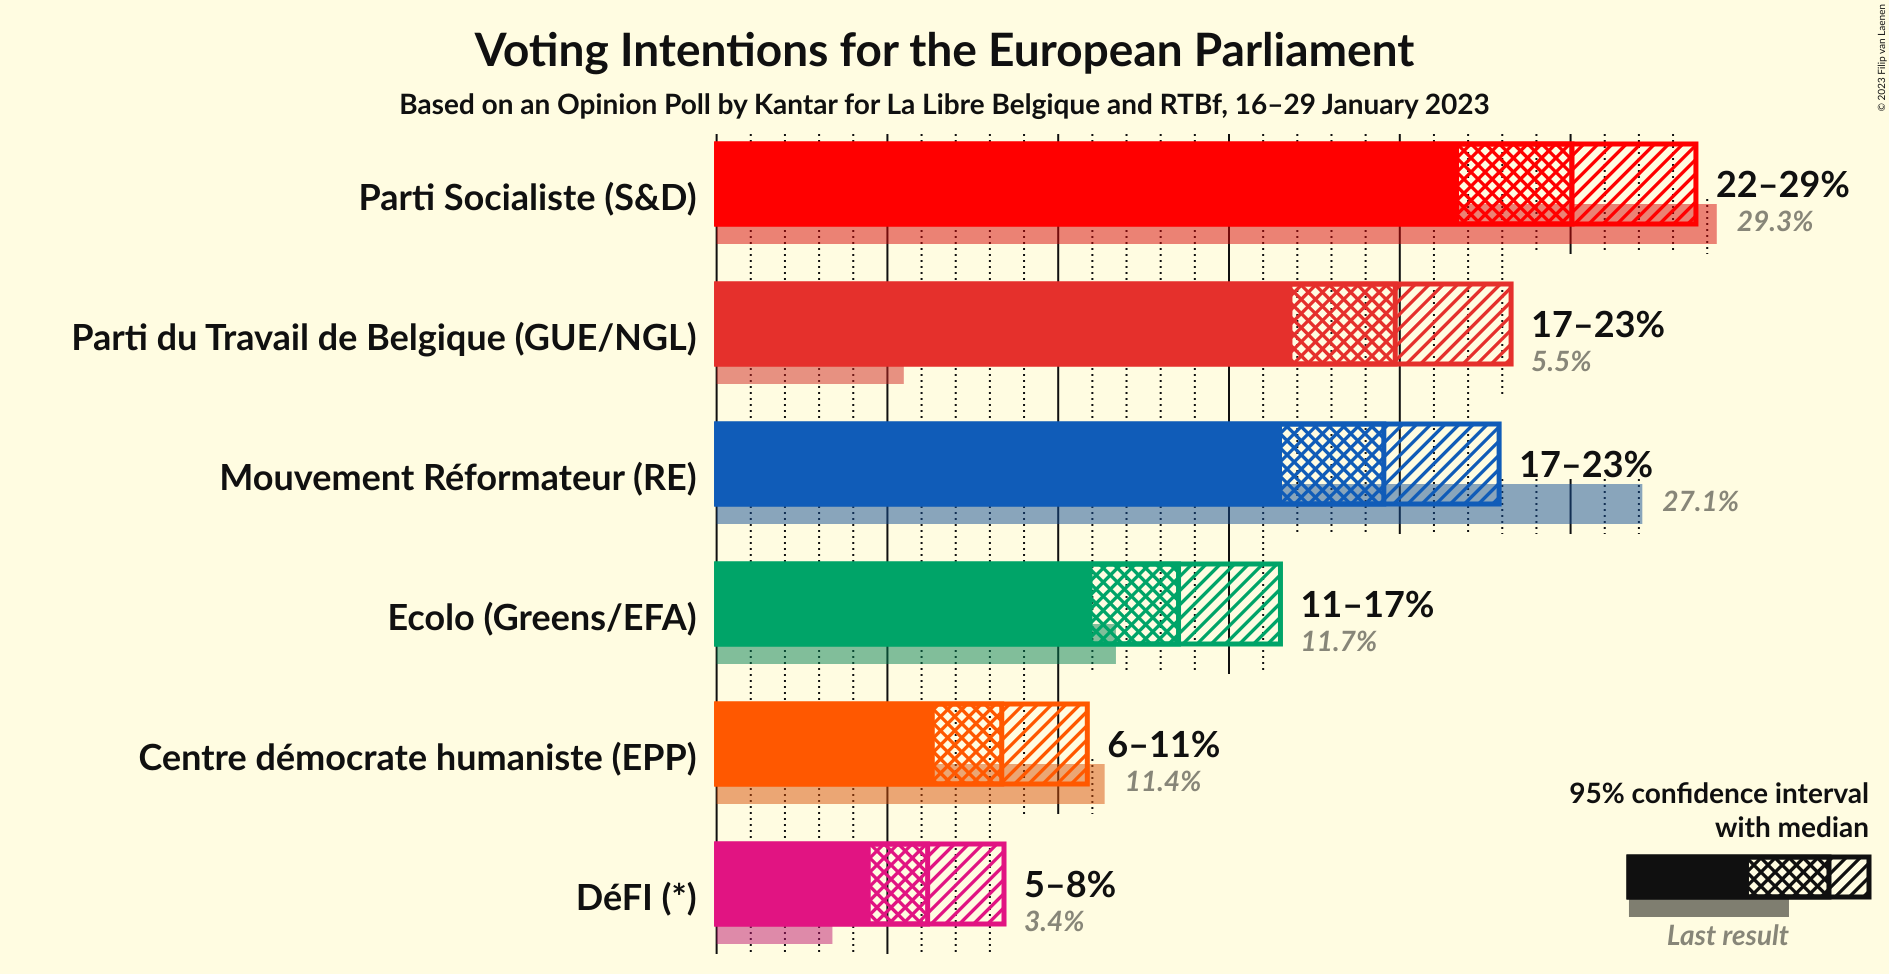 Voting Intentions for the European Parliament
Based on an Opinion Poll by Kantar for La Libre Belgique and RTBf, 16–29 January 2023
© 2023 Filip van Laenen
Parti Socialiste (S&D)
22–29%
29.3%
Parti du Travail de Belgique (GUE/NGL)
17–23%
5.5%
Mouvement Réformateur (RE)
17–23%
27.1%
Ecolo (Greens/EFA)
11–17%
11.7%
Centre démocrate humaniste (EPP)
6–11%
11.4%
DéFI (*)
5–8%
3.4%
95% confidence interval
with median
Last result